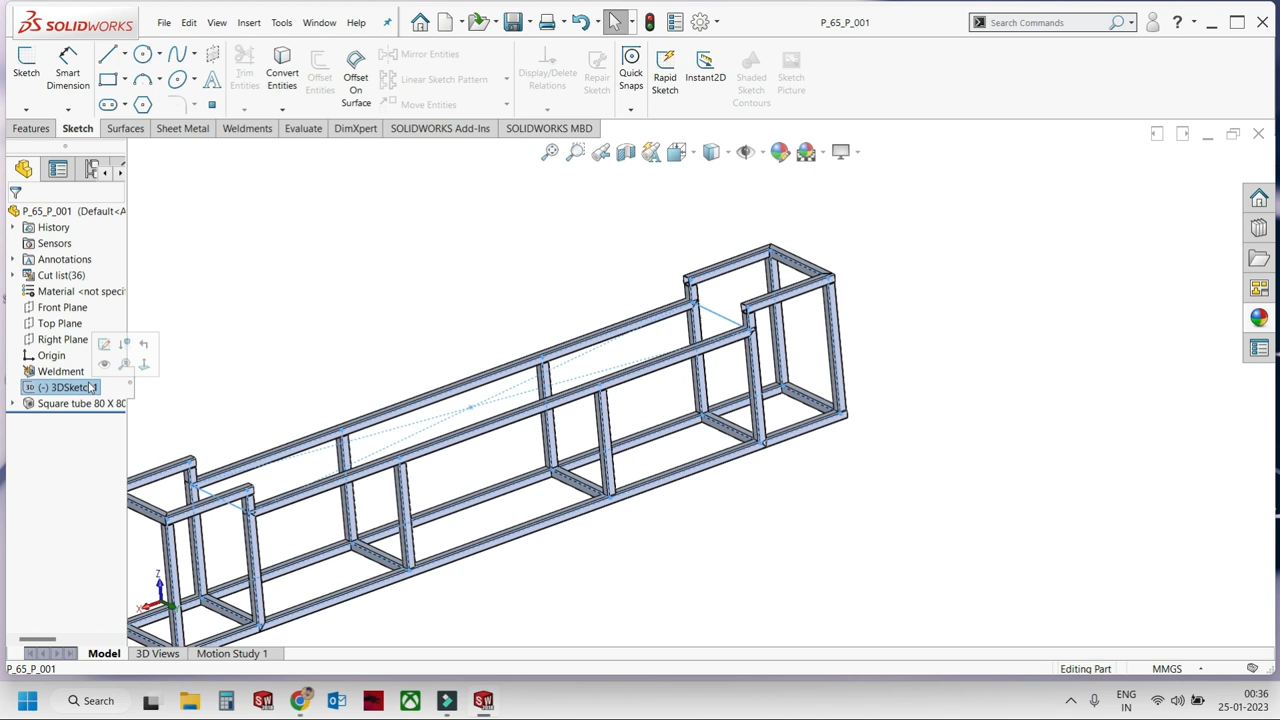 SOLIDWORKS
File
Edit
View
Insert
Tools
Window
Help
P_65_P_001
Search Commands
?
Sketch
Smart Dimension
Trim Entities
Convert Entities
Offset Entities
Offset On Surface
Mirror Entities
Linear Sketch Pattern
Move Entities
Display/Delete Relations
Repair Sketch
Quick Snaps
Rapid Sketch
Instant2D
Shaded Sketch Contours
Sketch Picture
Features
Sketch
Surfaces
Sheet Metal
Weldments
Evaluate
DimXpert
SOLIDWORKS Add-Ins
SOLIDWORKS MBD
P_65_P_001 (Default<A
History
Sensors
Annotations
Cut list(36)
Material <not speci
Front Plane
Top Plane
Right Plane
Origin
Weldment
3D (-) 3DSketch1
Square tube 80 X 80
Z
X
Model
3D Views
Motion Study 1
P_65_P_001
Editing Part
MMGS
Search
ENG
IN
00:36
25-01-2023